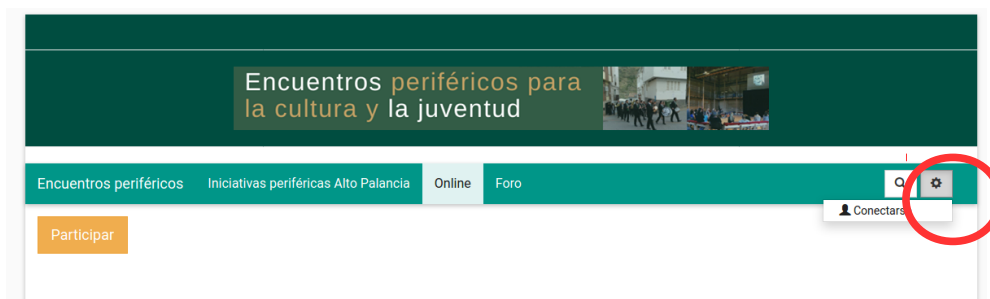 Encuentros periféricos para
la cultura y la juventud
Encuentros periféricos Iniciativas periféricas Alto Palancia Online Foro
Conectars
Participar